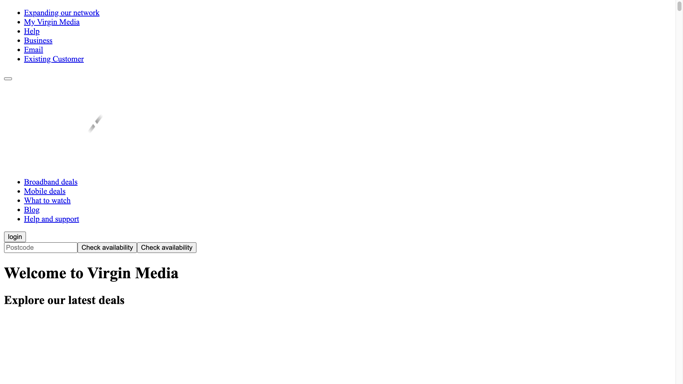 Expanding our network
My Virgin Media
Help
Business
Email
Existing Customer
Broadband deals
Mobile deals
What to watch
Blog
Help and support
login
Postcode Check availability Check availability
Welcome to Virgin Media
Explore our latest deals